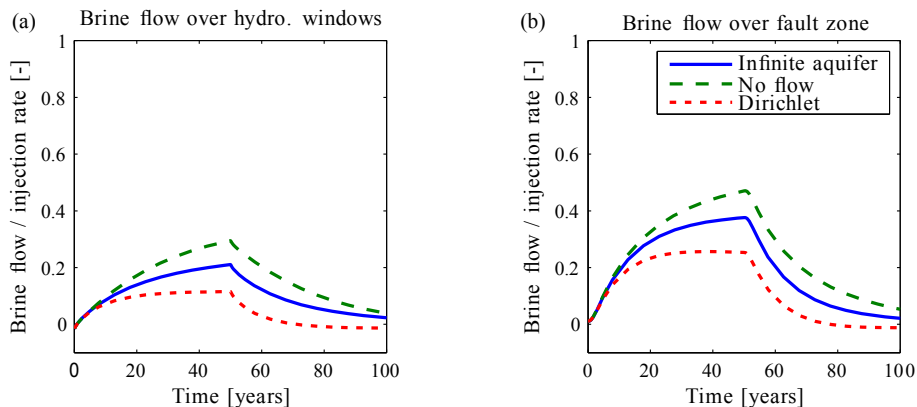 (a)
Brine flow over hydro. windows
1
0.8
0.6
0.4
0.2
0
Brine flow / injection rate [-]
0
20
40
60
80
100
Time [years]
(b)
Brine flow over fault zone
1
0.8
0.6
0.4
0.2
0
Brine flow / injection rate [-]
0
20
40
60
80
100
Time [years]
Infinite aquifer
No flow
Dirichlet